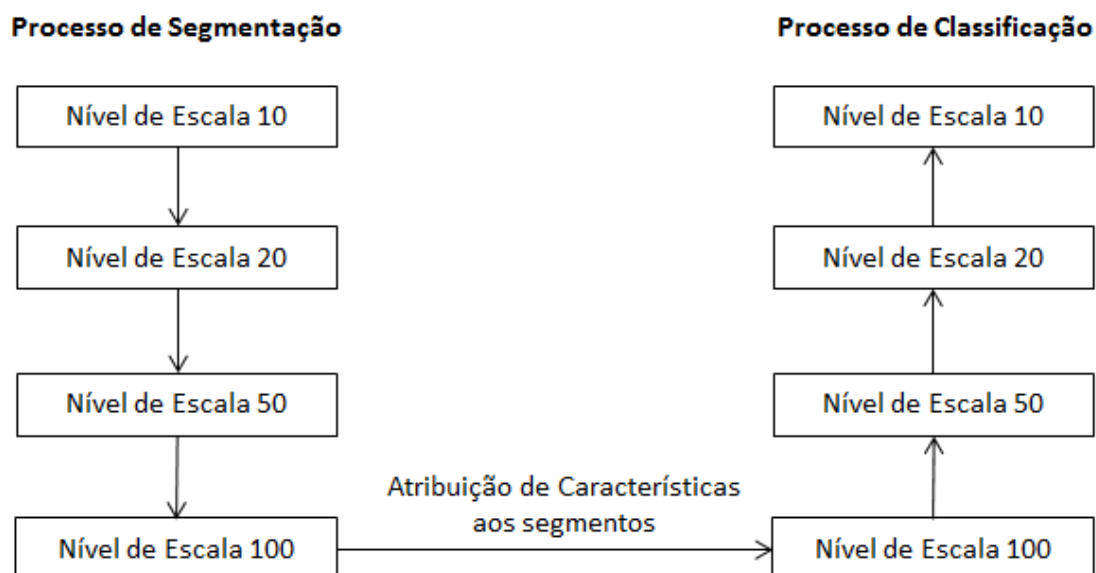 Processo de Segmentação
Processo de Classificação
Nível de Escala 10
Nível de Escala 10
Nível de Escala 20
Nível de Escala 20
Nível de Escala 50
Nível de Escala 50
Atribuição de Características
aos segmentos
Nível de Escala 100
Nível de Escala 100